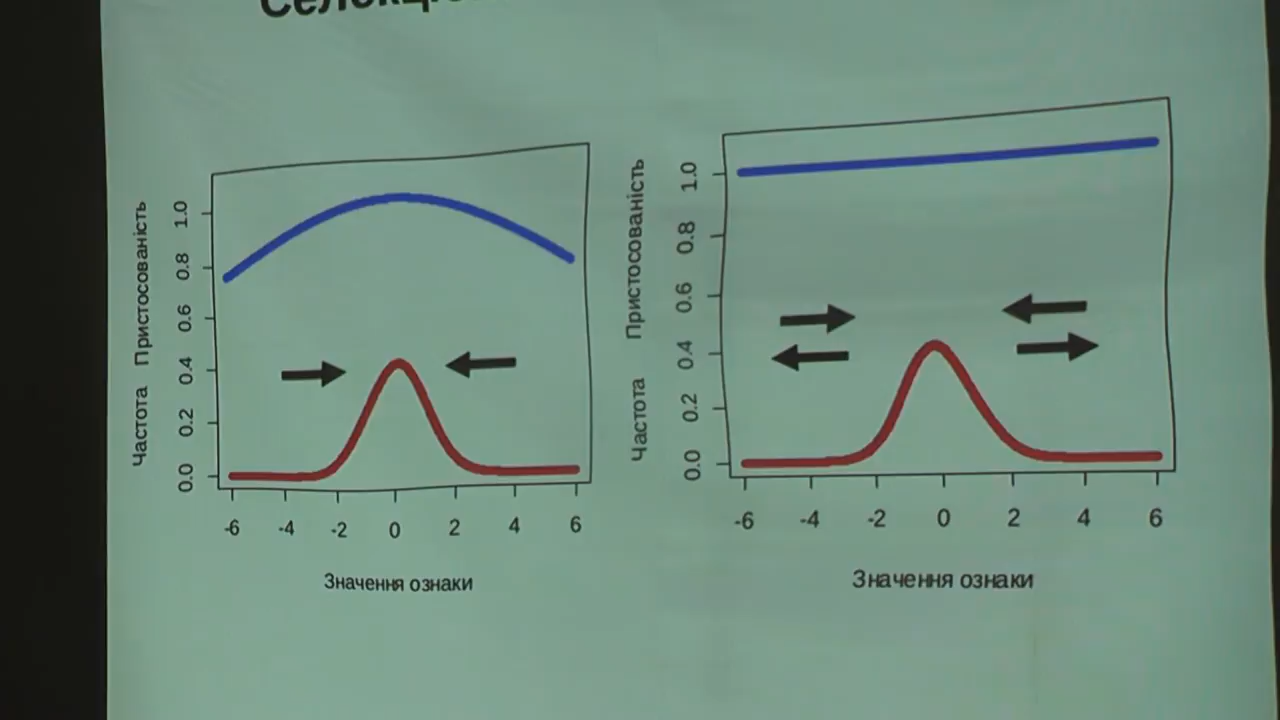 Частота Пристосованість
0.0 0.2 0.4 0.6 0.8 1.0
-6 -4 -2 0 2 4 6
Значення ознаки
Частота Пристосованість
0.0 0.2 0.4 0.6 0.8 1.0
-6 -4 -2 0 2 4 6
Значення ознаки